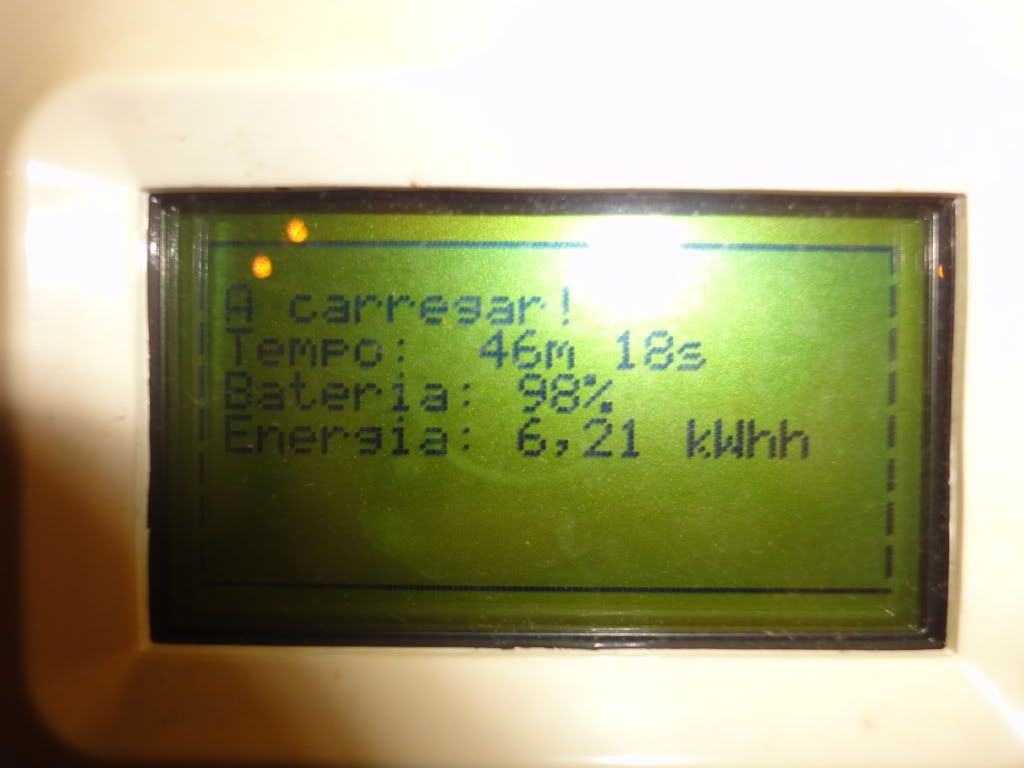 A carregar!
Tempo: 46m 18s
Bateria: 98%
Energia: 6,21 kWhh